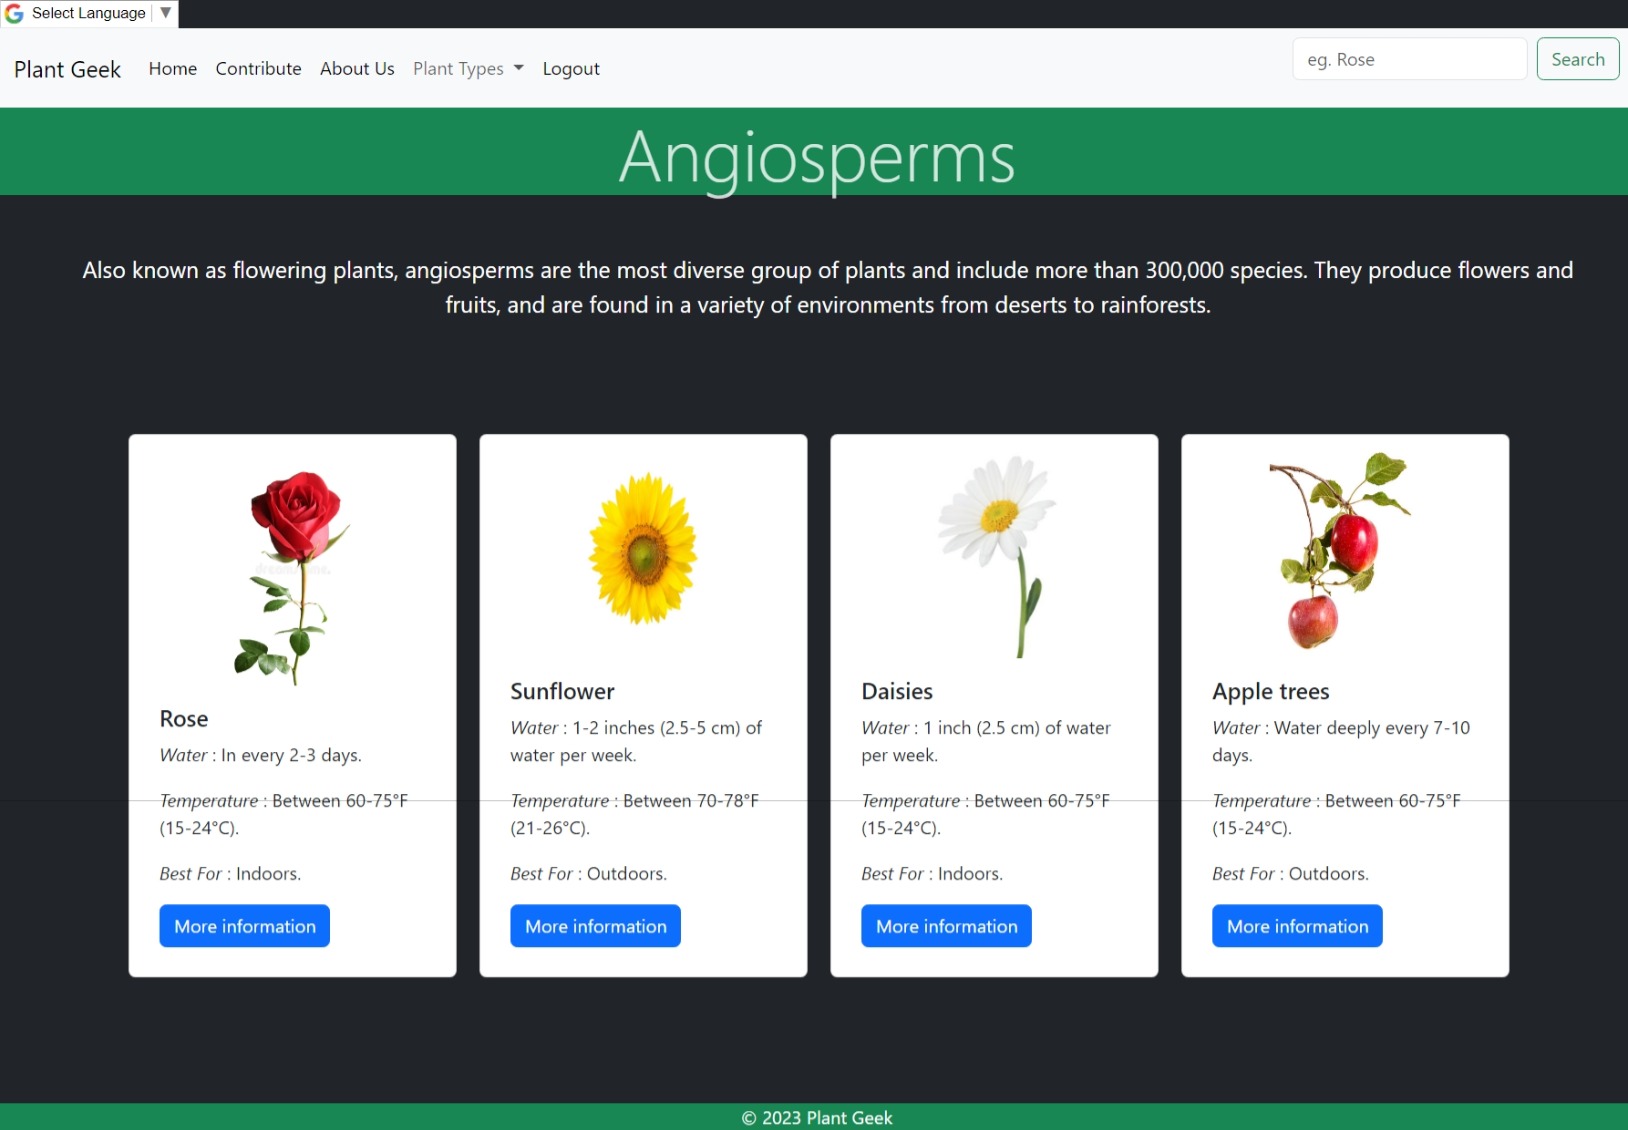 Select Language ▼
Plant Geek Home Contribute About Us Plant Types Logout eg. Rose Search
Angiosperms
Also known as flowering plants, angiosperms are the most diverse group of plants and include more than 300,000 species. They produce flowers and
fruits, and are found in a variety of environments from deserts to rainforests.
Rose
Water : In every 2-3 days.
Temperature : Between 60-75°F
(15-24°C).
Best For : Indoors.
More information
Sunflower
Water : 1-2 inches (2.5-5 cm) of
water per week.
Temperature : Between 70-78°F
(21-26°C).
Best For : Outdoors.
More information
Daisies
Water : 1 inch (2.5 cm) of water
per week.
Temperature : Between 60-75°F
(15-24°C).
Best For : Indoors.
More information
Apple trees
Water : Water deeply every 7-10
days.
Temperature : Between 60-75°F
(15-24°C).
Best For : Outdoors.
More information
© 2023 Plant Geek